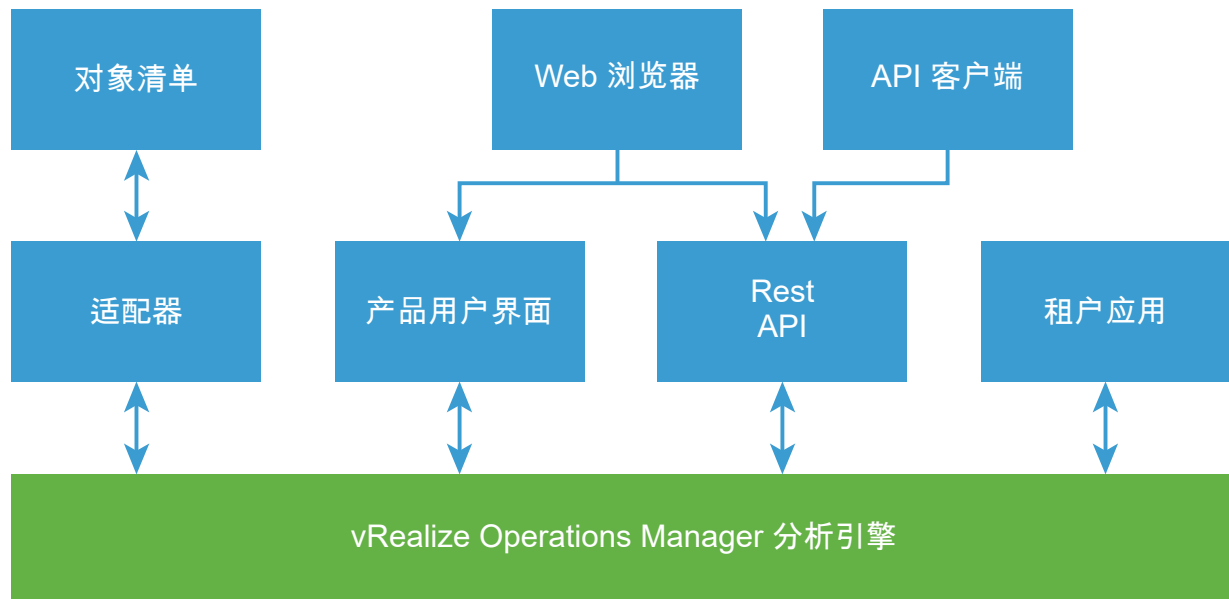 对象清单
Web 浏览器
API 客户端
适配器
产品用户界面
Rest
API
租户应用
vRealize Operations Manager 分析引擎